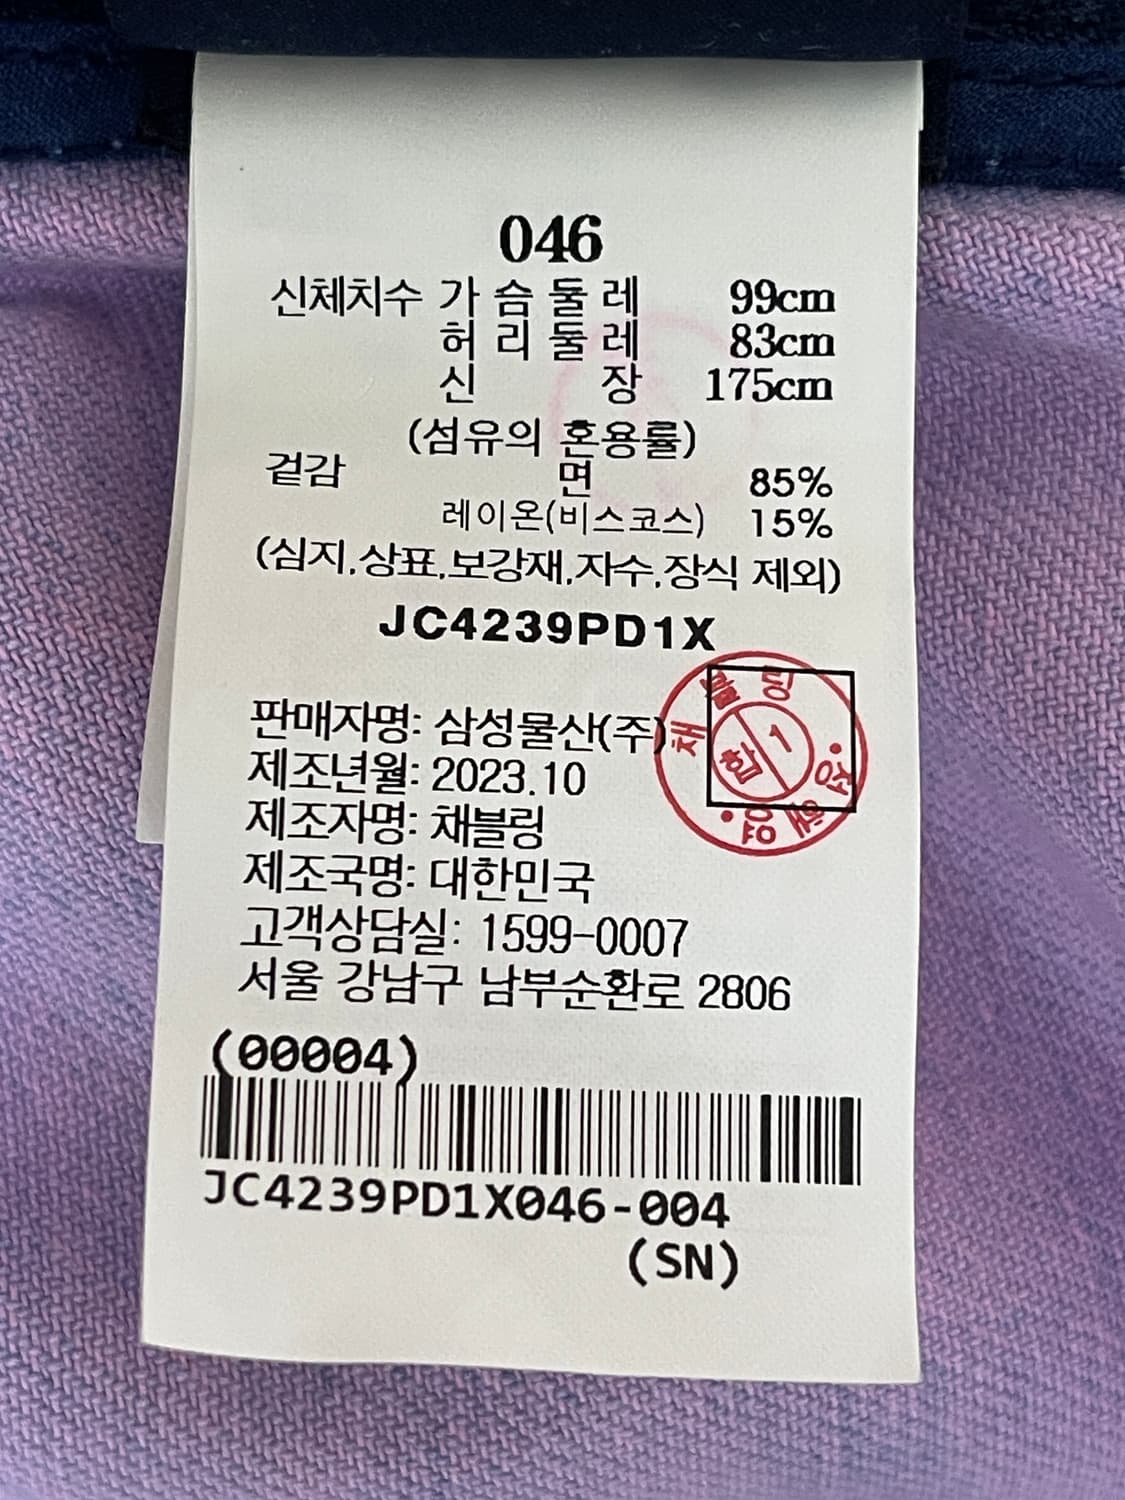 046
신체치수 가 슴 둘 레 99cm
허 리 둘 레 83cm
신 장 175cm
(섬유의 혼용률)
겉감 면 85%
레이온(비스코스) 15%
(심지,상표,보강재,자수,장식 제외)
JC4239PD1X
판매자명: 삼성물산(주)
제조년월: 2023.10
제조자명: 채블링
제조국명: 대한민국
고객상담실: 1599-0007
서울 강남구 남부순환로 2806
채블링
합 1
(00004)
JC4239PD1X046-004
(SN)